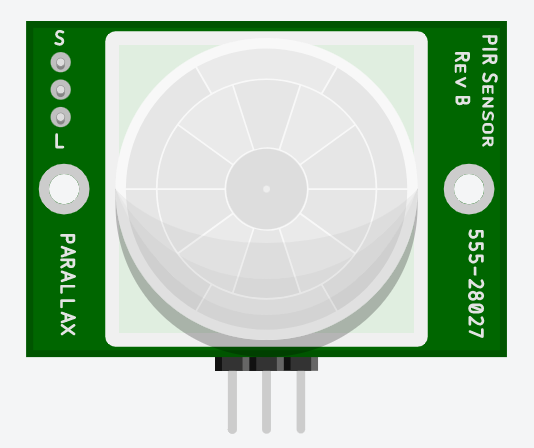 S
L
PARALLAX
PIR SENSOR
REV B
555-28027